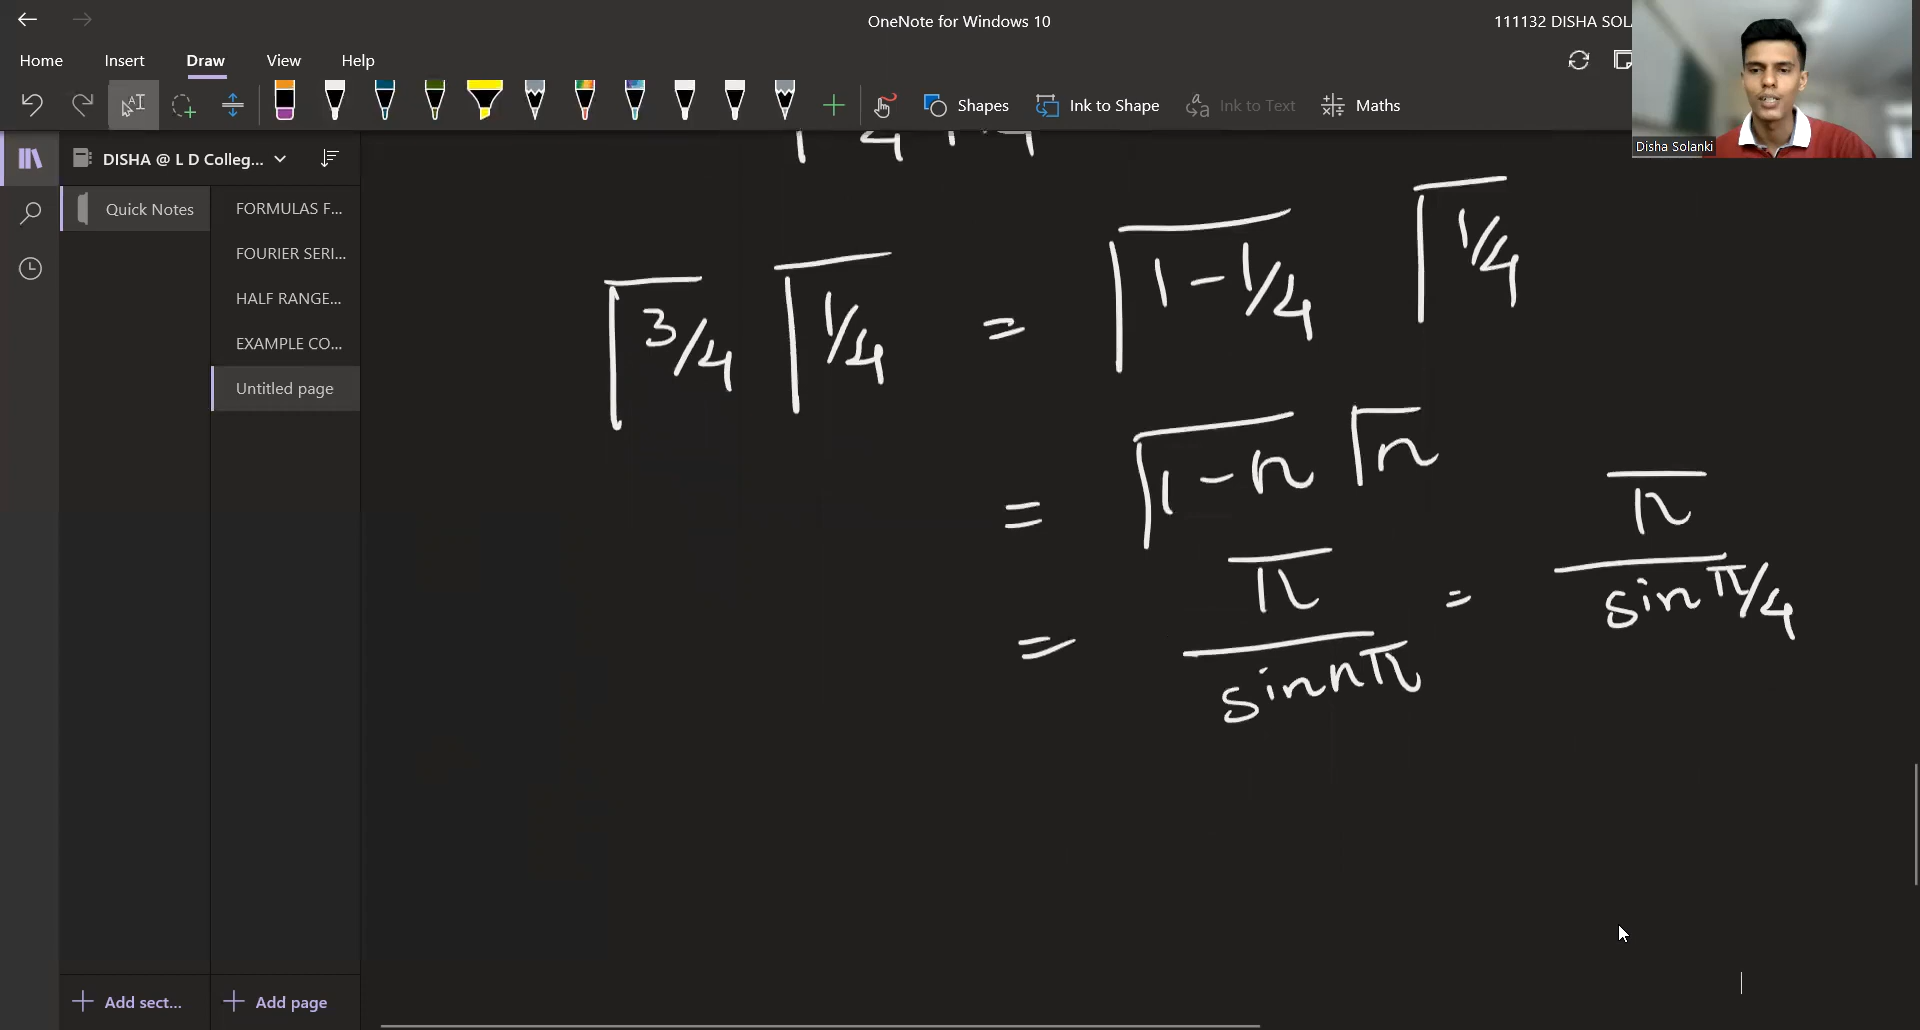 OneNote for Windows 10
111132 DISHA SOLA
Home Insert Draw View Help
Shapes Ink to Shape Ink to Text Maths
Disha Solanki
DISHA @ L D Colleg...
Quick Notes
FORMULAS F...
FOURIER SERI...
HALF RANGE...
EXAMPLE CO...
Untitled page
Γ3/4 Γ1/4 = Γ1-1/4 Γ1/4
= Γ1-n Γn
= π/sin nπ = π/sin π/4
+ Add sect...
+ Add page